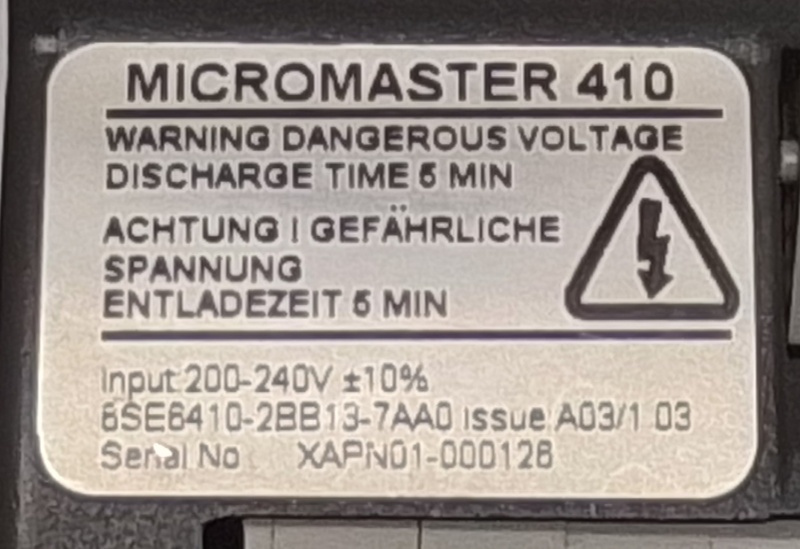 MICROMASTER 410
WARNING DANGEROUS VOLTAGE
DISCHARGE TIME 5 MIN
ACHTUNG ! GEFÄHRLICHE
SPANNUNG
ENTLADEZEIT 5 MIN
Input 200-240V ±10%
6SE6410-2BB13-7AA0 Issue A03/1 03
Serial No XAPN01-000128